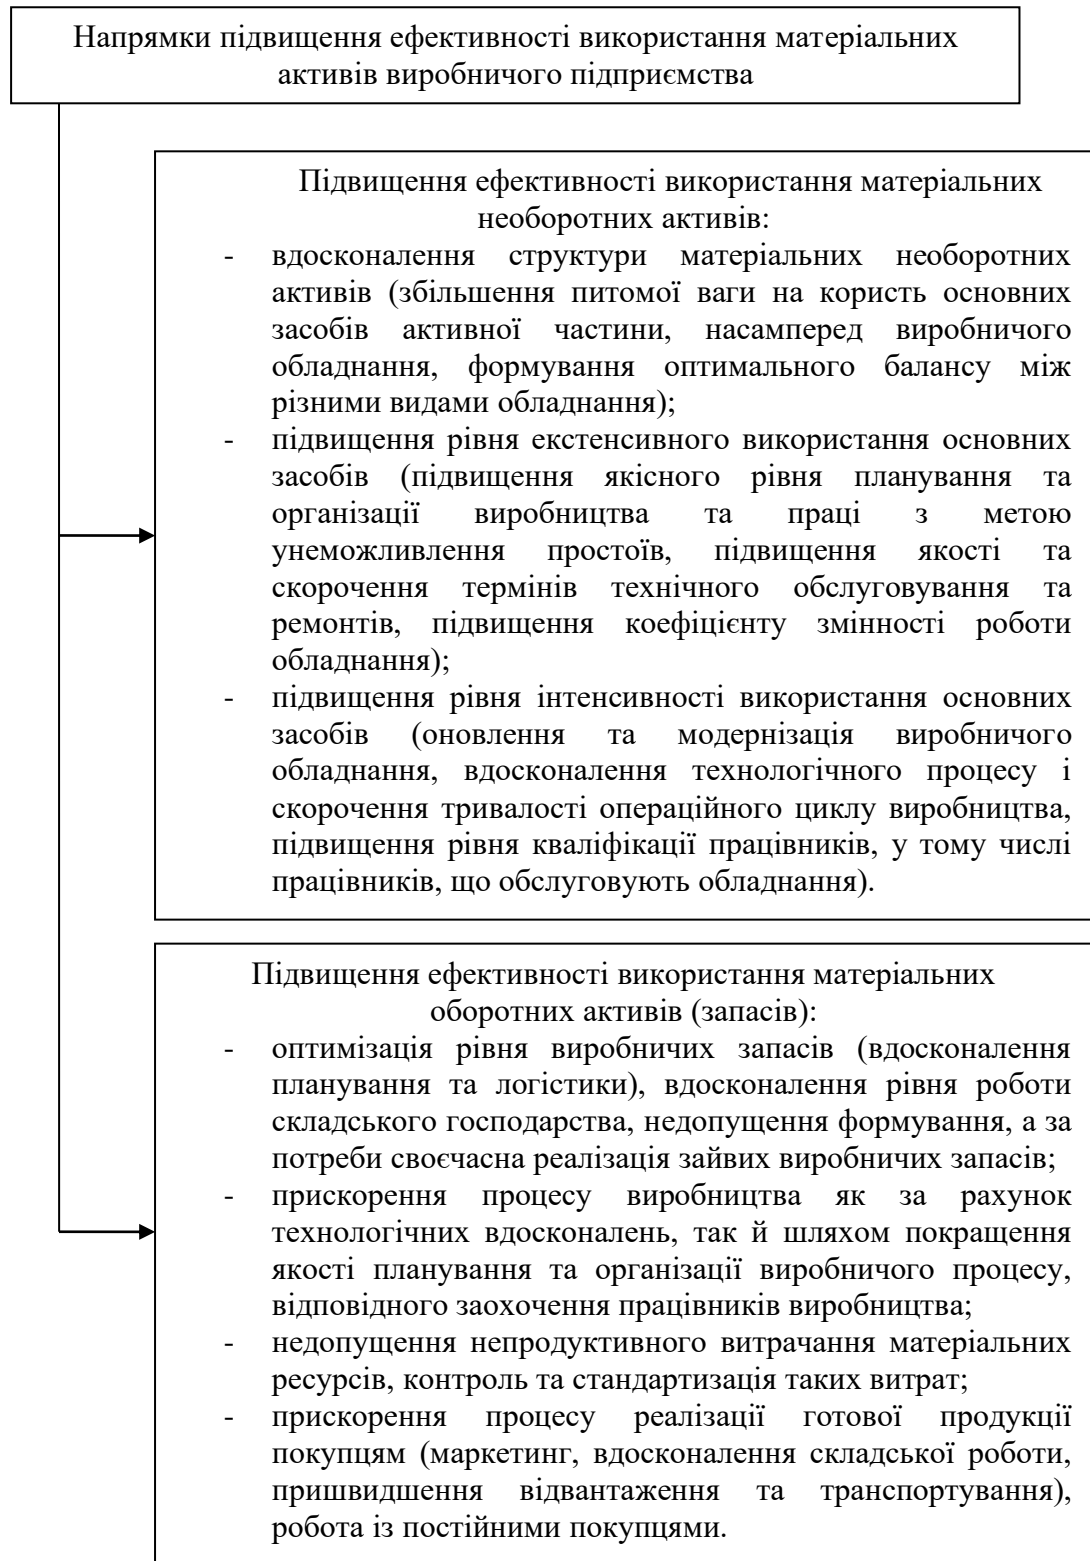 Напрямки підвищення ефективності використання матеріальних
активів виробничого підприємства
Підвищення ефективності використання матеріальних
необоротних активів:
- вдосконалення структури матеріальних необоротних
активів (збільшення питомої ваги на користь основних
засобів активної частини, насамперед виробничого
обладнання, формування оптимального балансу між
різними видами обладнання);
- підвищення рівня екстенсивного використання основних
засобів (підвищення якісного рівня планування та
організації виробництва та праці з метою
унеможливлення простоїв, підвищення якості та
скорочення термінів технічного обслуговування та
ремонтів, підвищення коефіцієнту змінності роботи
обладнання);
- підвищення рівня інтенсивності використання основних
засобів (оновлення та модернізація виробничого
обладнання, вдосконалення технологічного процесу і
скорочення тривалості операційного циклу виробництва,
підвищення рівня кваліфікації працівників, у тому числі
працівників, що обслуговують обладнання).
Підвищення ефективності використання матеріальних
оборотних активів (запасів):
- оптимізація рівня виробничих запасів (вдосконалення
планування та логістики), вдосконалення рівня роботи
складського господарства, недопущення формування, а за
потреби своєчасна реалізація зайвих виробничих запасів;
- прискорення процесу виробництва як за рахунок
технологічних вдосконалень, так й шляхом покращення
якості планування та організації виробничого процесу,
відповідного заохочення працівників виробництва;
- недопущення непродуктивного витрачання матеріальних
ресурсів, контроль та стандартизація таких витрат;
- прискорення процесу реалізації готової продукції
покупцям (маркетинг, вдосконалення складської роботи,
пришвидшення відвантаження та транспортування),
робота із постійними покупцями.